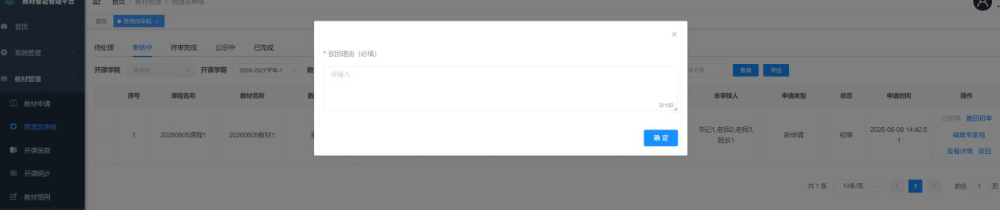 教材智能管理平台
首页 / 教材管理 / 管理员审核
首页
管理员审核 ×
首页
系统管理
教材管理
教材申请
管理员审核
开课信息
开课统计
教材领用
待处理 审核中 终审完成 公示中 已完成
开课学院
开课学期 2026-2027学年-1
查询 导出
序号 课程名称 教材名称 未审核人 申请类型 状态 申请时间 操作
1 20260605课程1 20260605教材1 书记1,老师2,老师3,院长1 新申请 初审 2026-06-08 14:42:51
已初审 撤回初审
编辑专家组
查看详情 驳回
* 驳回理由（必填）
请输入
0/100
确 定
共 1 条 10条/页 < 1 > 前往 1 页